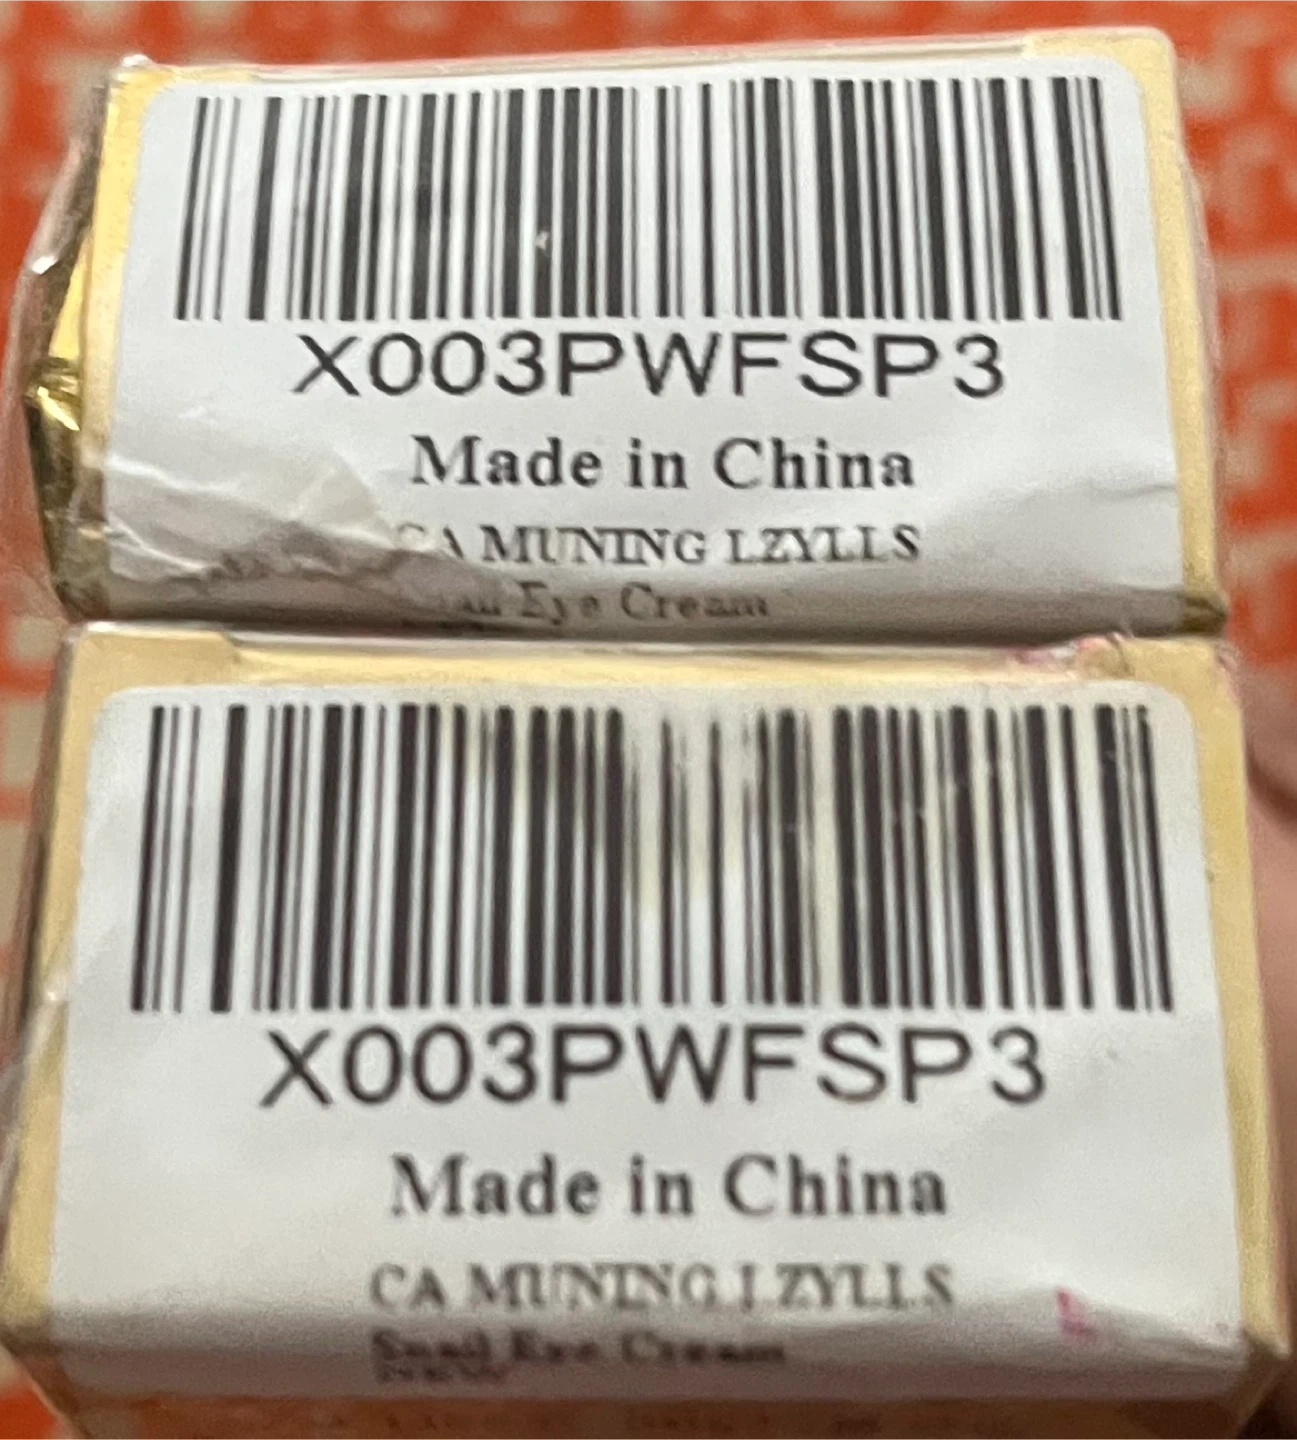 X003PWFSP3
Made in China
CA MUNING LZYLLS
Eye Cream
X003PWFSP3
Made in China
CA MUNING LZYLLS
Snail Eye Cream
NEW